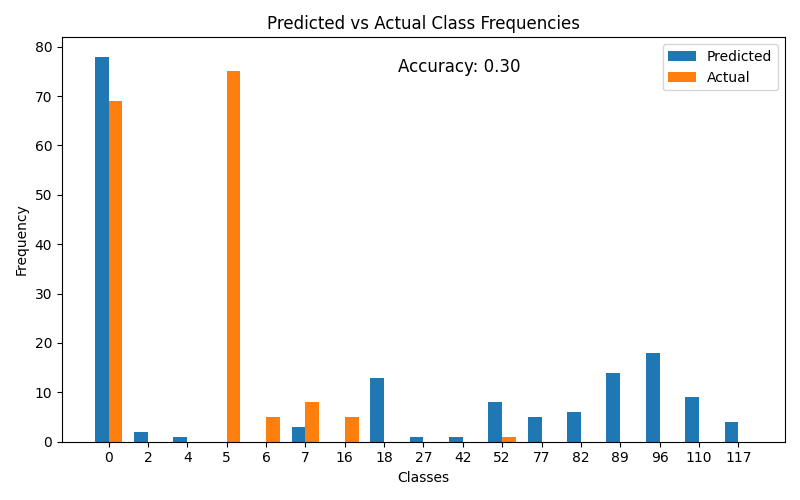 Predicted vs Actual Class Frequencies
Accuracy: 0.30
Predicted
Actual
Frequency
80
70
60
50
40
30
20
10
0
0 2 4 5 6 7 16 18 27 42 52 77 82 89 96 110 117
Classes